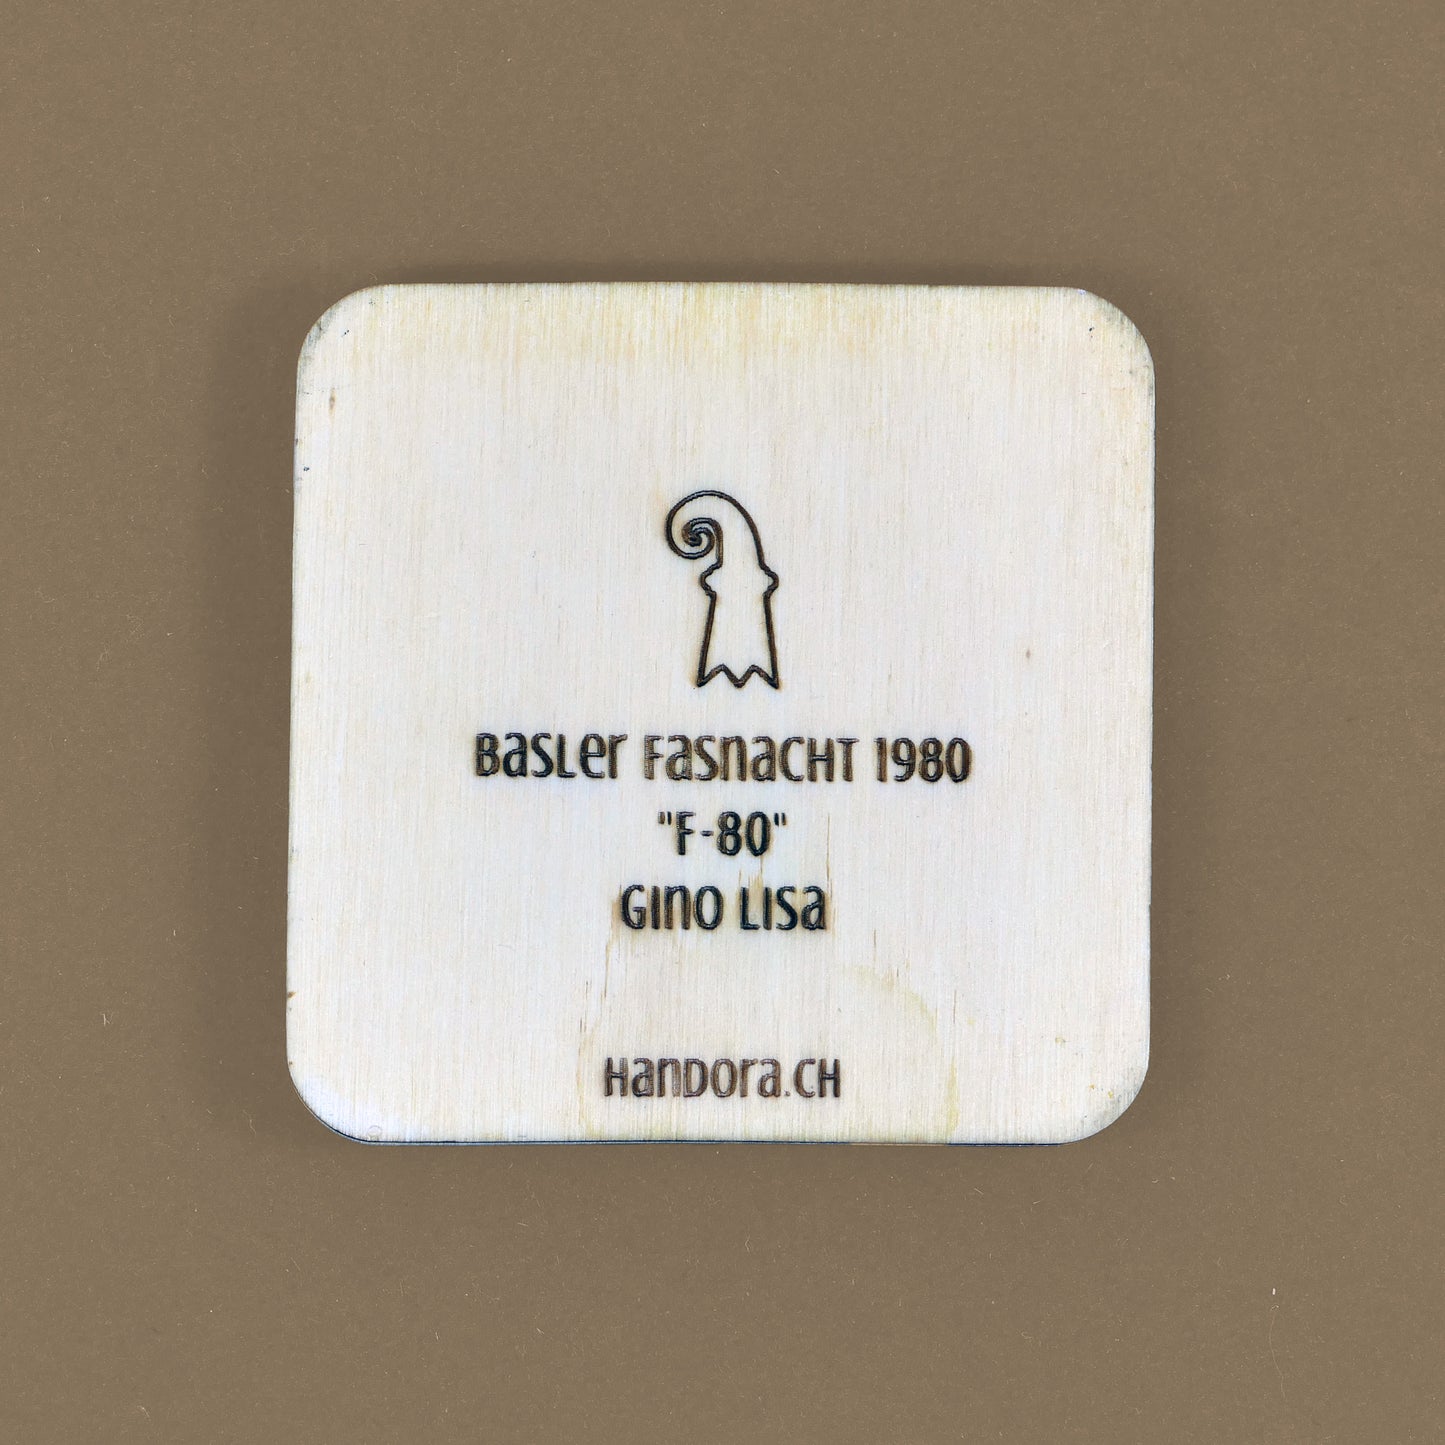 Basler Fasnacht 1980
"F-80"
Gino Lisa
Handora.ch